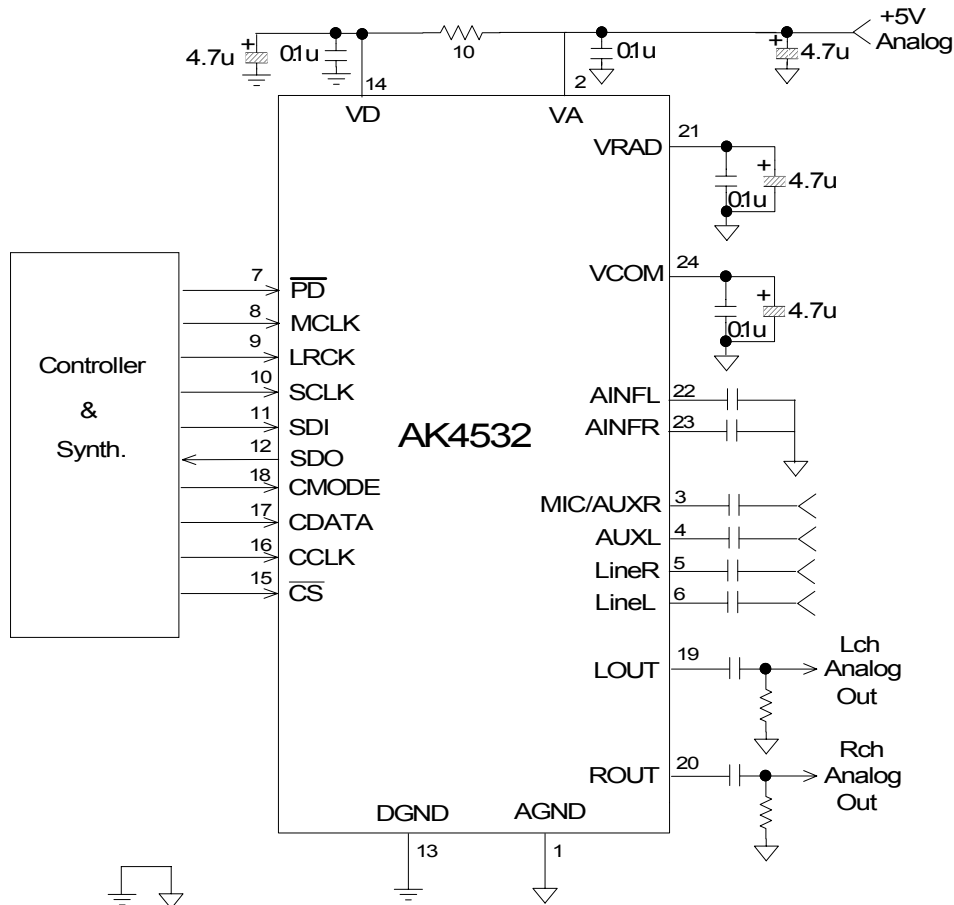 +5V
Analog
4.7u
+
0.1u
10
0.1u
+
4.7u
14
2
VD
VA
VRAD
21
+
0.1u
4.7u
VCOM
24
+
0.1u
4.7u
Controller
&
Synth.
7
PD
8
MCLK
9
LRCK
10
SCLK
11
SDI
12
SDO
18
CMODE
17
CDATA
16
CCLK
15
CS
AK4532
AINFL
22
AINFR
23
MIC/AUXR
3
AUXL
4
LineR
5
LineL
6
LOUT
19
Lch
Analog
Out
ROUT
20
Rch
Analog
Out
DGND
AGND
13
1